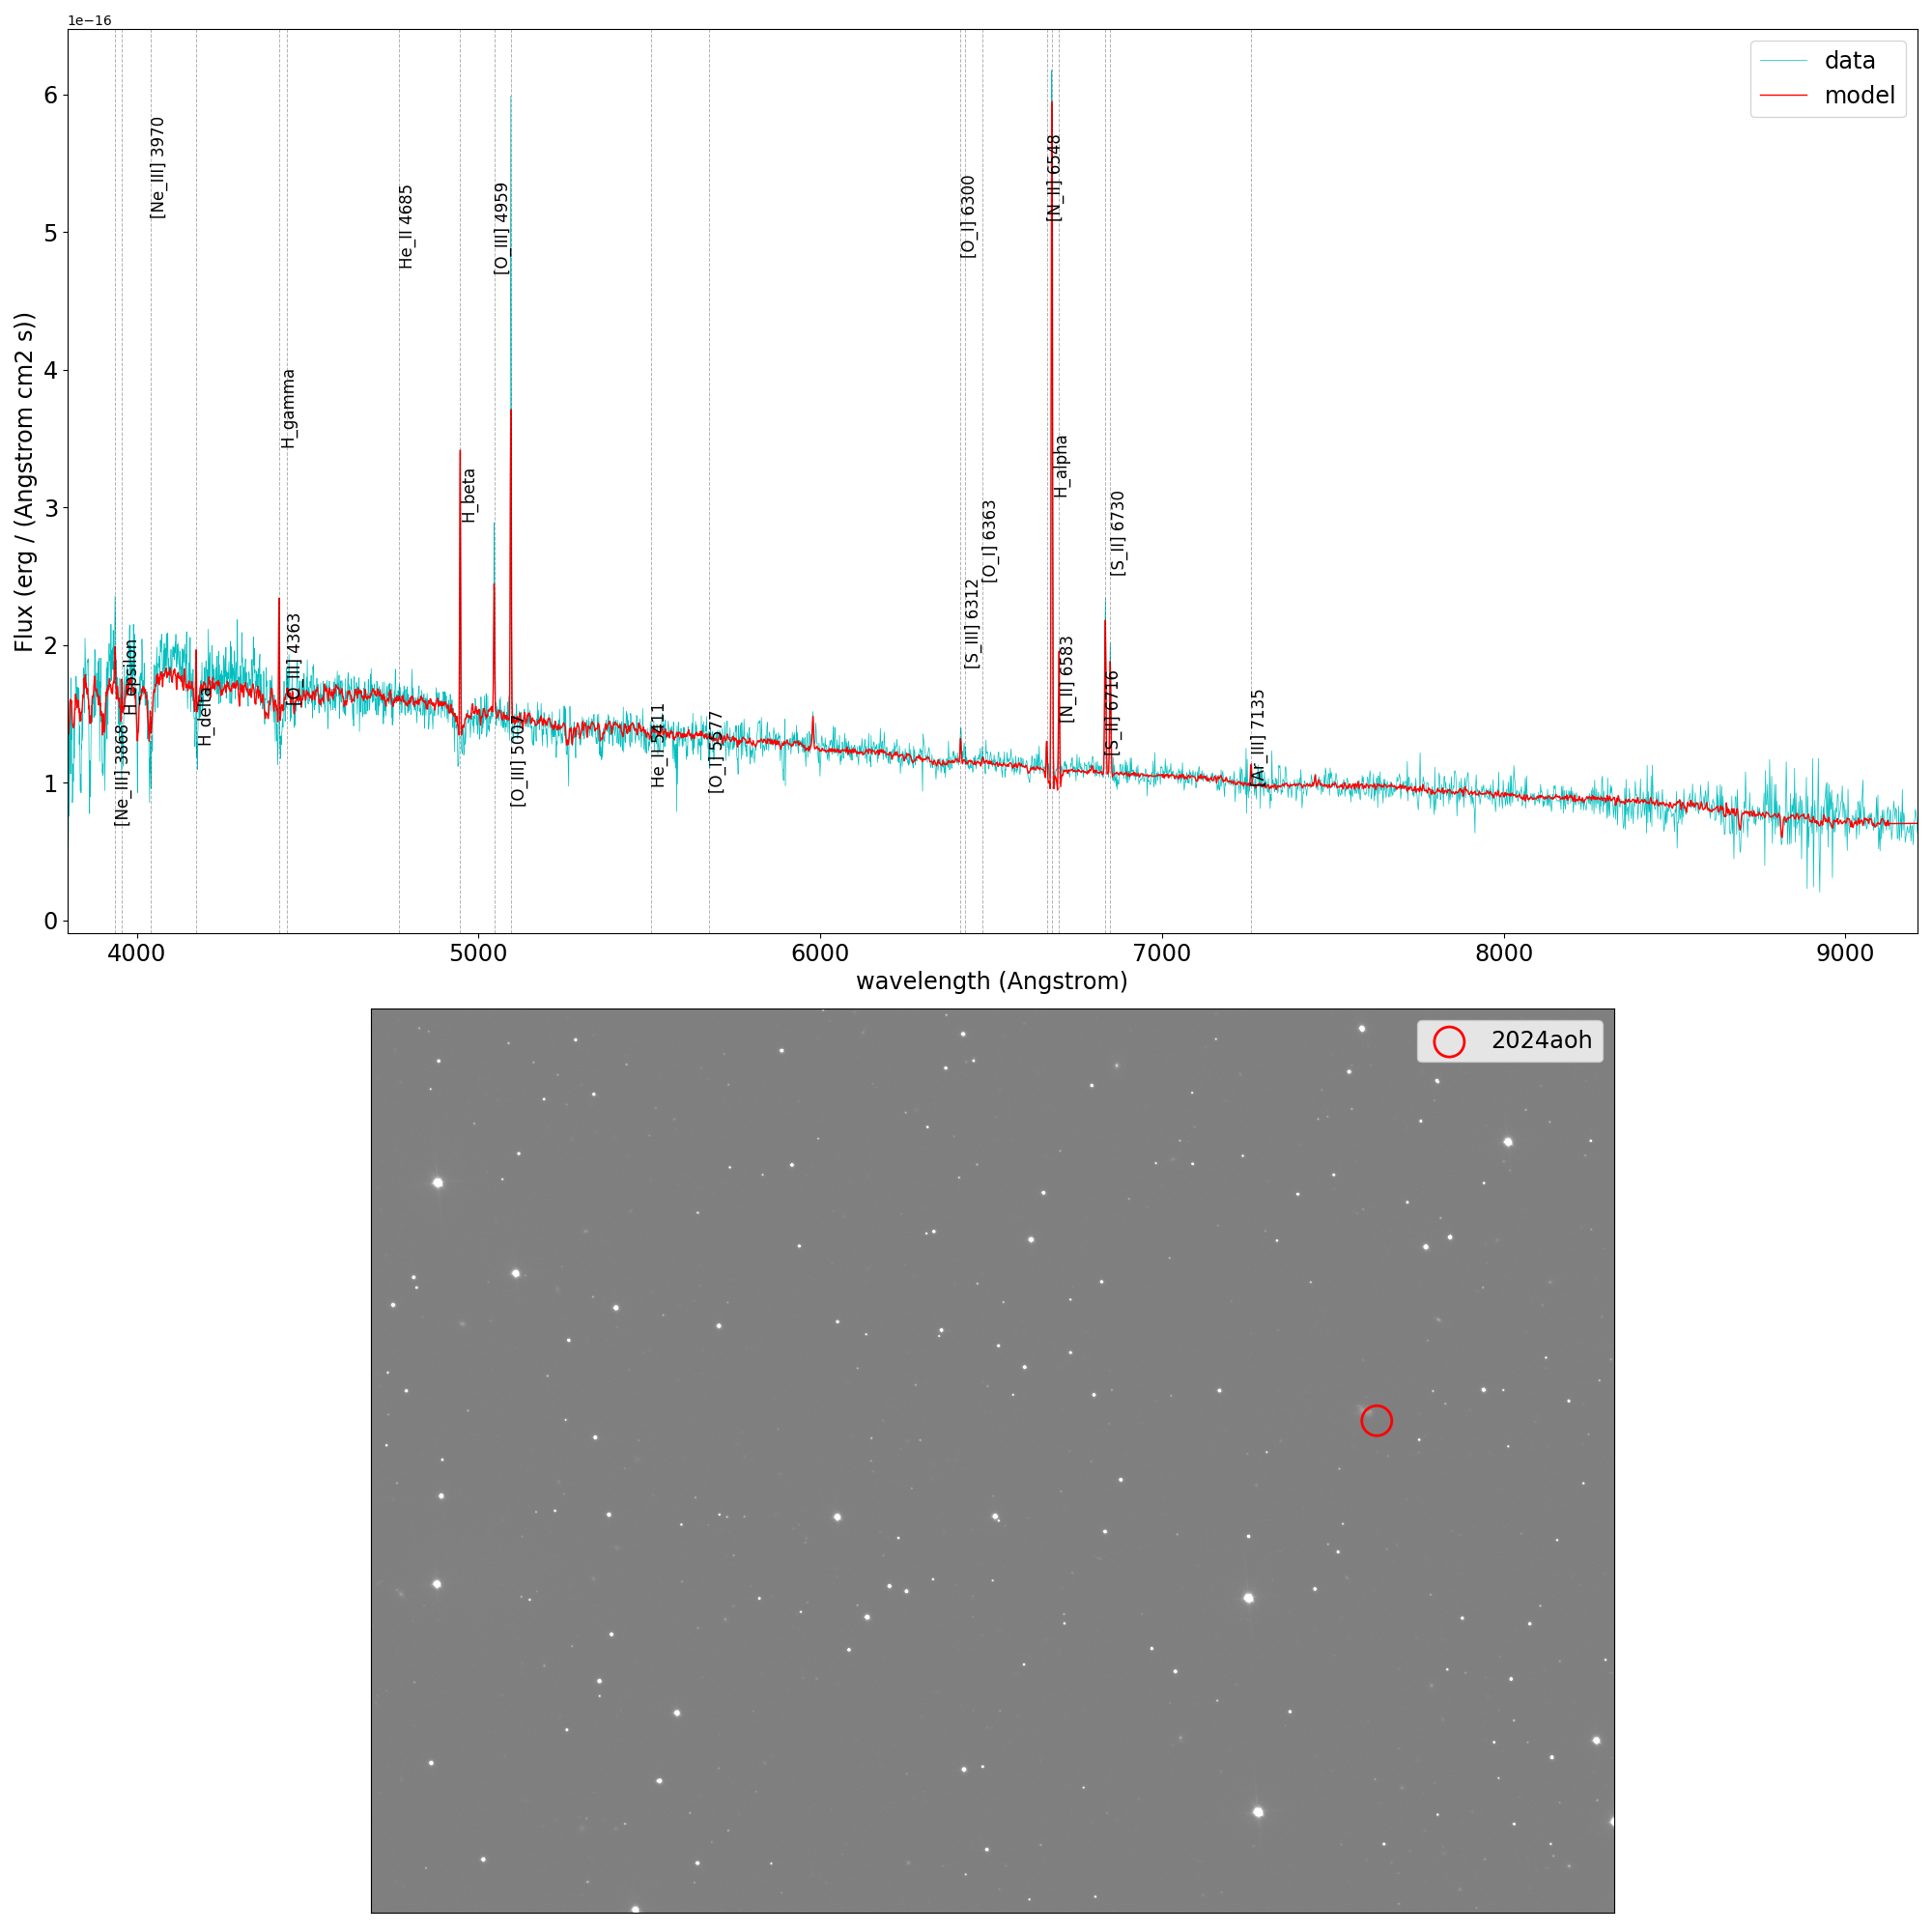 1e−16
data
model
6
5
4
3
2
1
0
Flux (erg / (Angstrom cm2 s))
[Ne_III] 3868
H_epsilon
[Ne_III] 3970
H_delta
H_gamma
[O_III] 4363
He_II 4685
H_beta
[O_III] 4959
[O_III] 5007
He_II 5411
[O_I] 5577
[O_I] 6300
[S_III] 6312
[O_I] 6363
[N_II] 6548
H_alpha
[N_II] 6583
[S_II] 6716
[S_II] 6730
[Ar_III] 7135
4000 5000 6000 7000 8000 9000
wavelength (Angstrom)
2024aoh